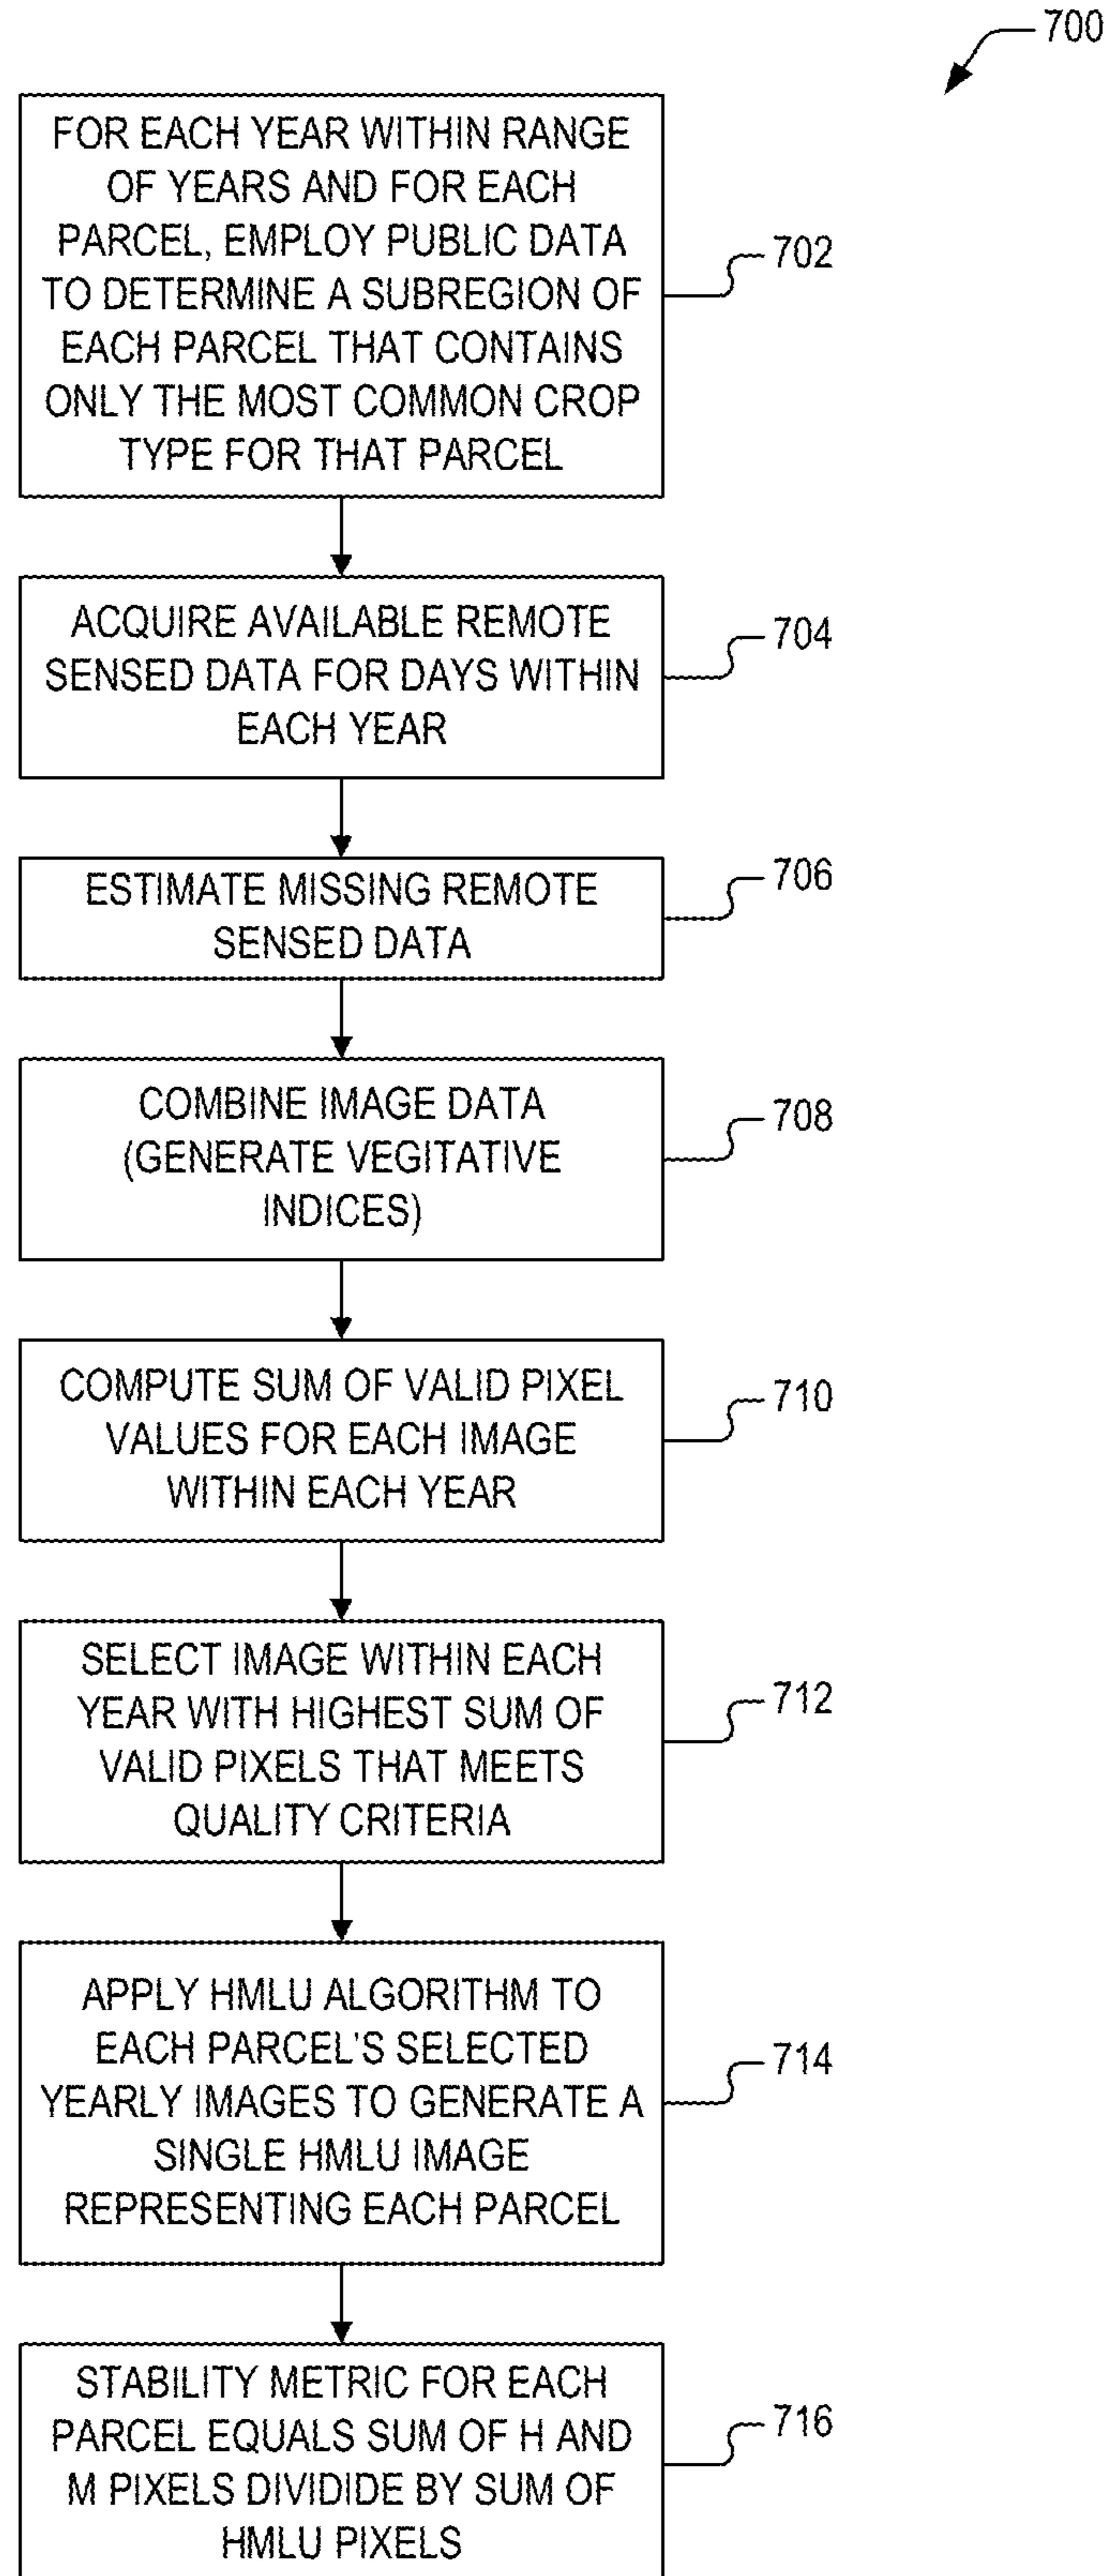 700
FOR EACH YEAR WITHIN RANGE
OF YEARS AND FOR EACH
PARCEL, EMPLOY PUBLIC DATA
TO DETERMINE A SUBREGION OF
EACH PARCEL THAT CONTAINS
ONLY THE MOST COMMON CROP
TYPE FOR THAT PARCEL
702
ACQUIRE AVAILABLE REMOTE
SENSED DATA FOR DAYS WITHIN
EACH YEAR
704
ESTIMATE MISSING REMOTE
SENSED DATA
706
COMBINE IMAGE DATA
(GENERATE VEGITATIVE
INDICES)
708
COMPUTE SUM OF VALID PIXEL
VALUES FOR EACH IMAGE
WITHIN EACH YEAR
710
SELECT IMAGE WITHIN EACH
YEAR WITH HIGHEST SUM OF
VALID PIXELS THAT MEETS
QUALITY CRITERIA
712
APPLY HMLU ALGORITHM TO
EACH PARCEL'S SELECTED
YEARLY IMAGES TO GENERATE A
SINGLE HMLU IMAGE
REPRESENTING EACH PARCEL
714
STABILITY METRIC FOR EACH
PARCEL EQUALS SUM OF H AND
M PIXELS DIVIDIDE BY SUM OF
HMLU PIXELS
716